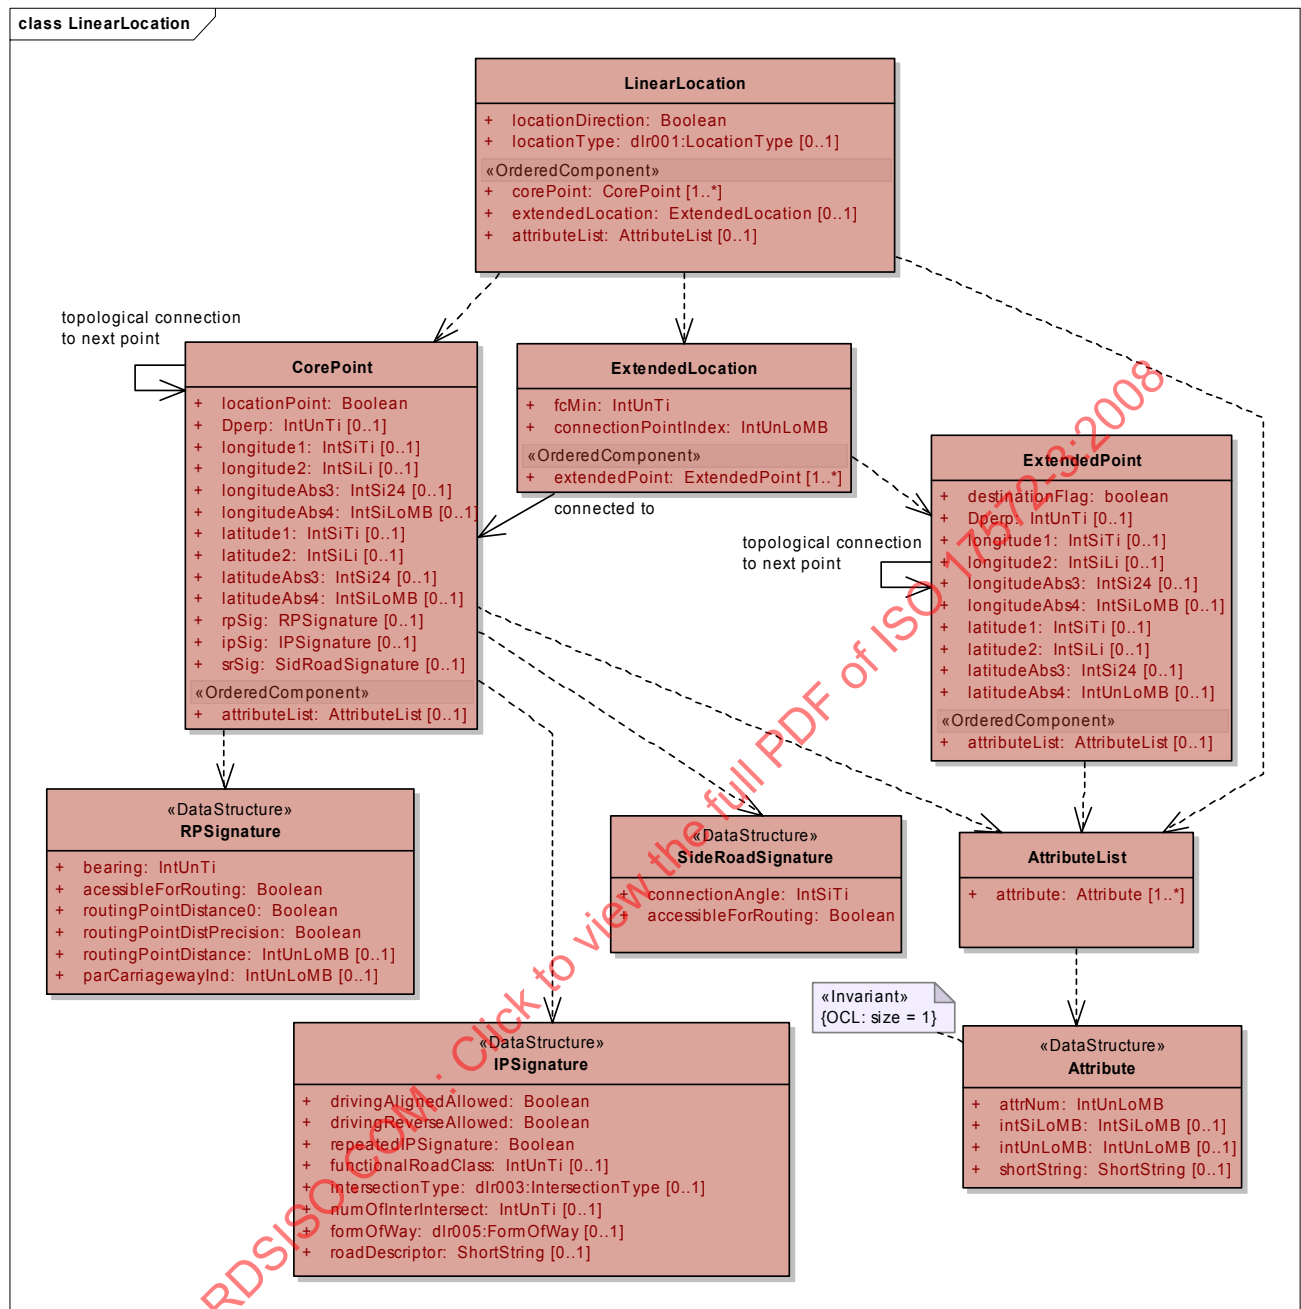 class LinearLocation
LinearLocation
+ locationDirection: Boolean
+ locationType: dlr001:LocationType [0..1]
«OrderedComponent»
+ corePoint: CorePoint [1..*]
+ extendedLocation: ExtendedLocation [0..1]
+ attributeList: AttributeList [0..1]
topological connection
to next point
CorePoint
+ locationPoint: Boolean
+ Dperp: IntUnTi [0..1]
+ longitude1: IntSiTi [0..1]
+ longitude2: IntSiLi [0..1]
+ longitudeAbs3: IntSi24 [0..1]
+ longitudeAbs4: IntSiLoMB [0..1]
+ latitude1: IntSiTi [0..1]
+ latitude2: IntSiLi [0..1]
+ latitudeAbs3: IntSi24 [0..1]
+ latitudeAbs4: IntSiLoMB [0..1]
+ rpSig: RPSignature [0..1]
+ ipSig: IPSignature [0..1]
+ srSig: SidRoadSignature [0..1]
«OrderedComponent»
+ attributeList: AttributeList [0..1]
ExtendedLocation
+ fcMin: IntUnTi
+ connectionPointIndex: IntUnLoMB
«OrderedComponent»
+ extendedPoint: ExtendedPoint [1..*]
connected to
topological connection
to next point
ExtendedPoint
+ destinationFlag: boolean
+ Dperp: IntUnTi [0..1]
+ longitude1: IntSiTi [0..1]
+ longitude2: IntSiLi [0..1]
+ longitudeAbs3: IntSi24 [0..1]
+ longitudeAbs4: IntSiLoMB [0..1]
+ latitude1: IntSiTi [0..1]
+ latitude2: IntSiLi [0..1]
+ latitudeAbs3: IntSi24 [0..1]
+ latitudeAbs4: IntUnLoMB [0..1]
«OrderedComponent»
+ attributeList: AttributeList [0..1]
«DataStructure»
RPSignature
+ bearing: IntUnTi
+ acessibleForRouting: Boolean
+ routingPointDistance0: Boolean
+ routingPointDistPrecision: Boolean
+ routingPointDistance: IntUnLoMB [0..1]
+ parCarriagewayInd: IntUnLoMB [0..1]
«DataStructure»
SideRoadSignature
+ connectionAngle: IntSiTi
+ accessibleForRouting: Boolean
AttributeList
+ attribute: Attribute [1..*]
«Invariant»
{OCL: size = 1}
«DataStructure»
IPSignature
+ drivingAlignedAllowed: Boolean
+ drivingReverseAllowed: Boolean
+ repeatedIPSignature: Boolean
+ functionalRoadClass: IntUnTi [0..1]
+ intersectionType: dlr003:IntersectionType [0..1]
+ numOfInterIntersect: IntUnTi [0..1]
+ formOfWay: dlr005:FormOfWay [0..1]
+ roadDescriptor: ShortString [0..1]
«DataStructure»
Attribute
+ attrNum: IntUnLoMB
+ intSiLoMB: IntSiLoMB [0..1]
+ intUnLoMB: IntUnLoMB [0..1]
+ shortString: ShortString [0..1]
RDSISO.COM : Click to view the full PDF of ISO 17572-3:2008